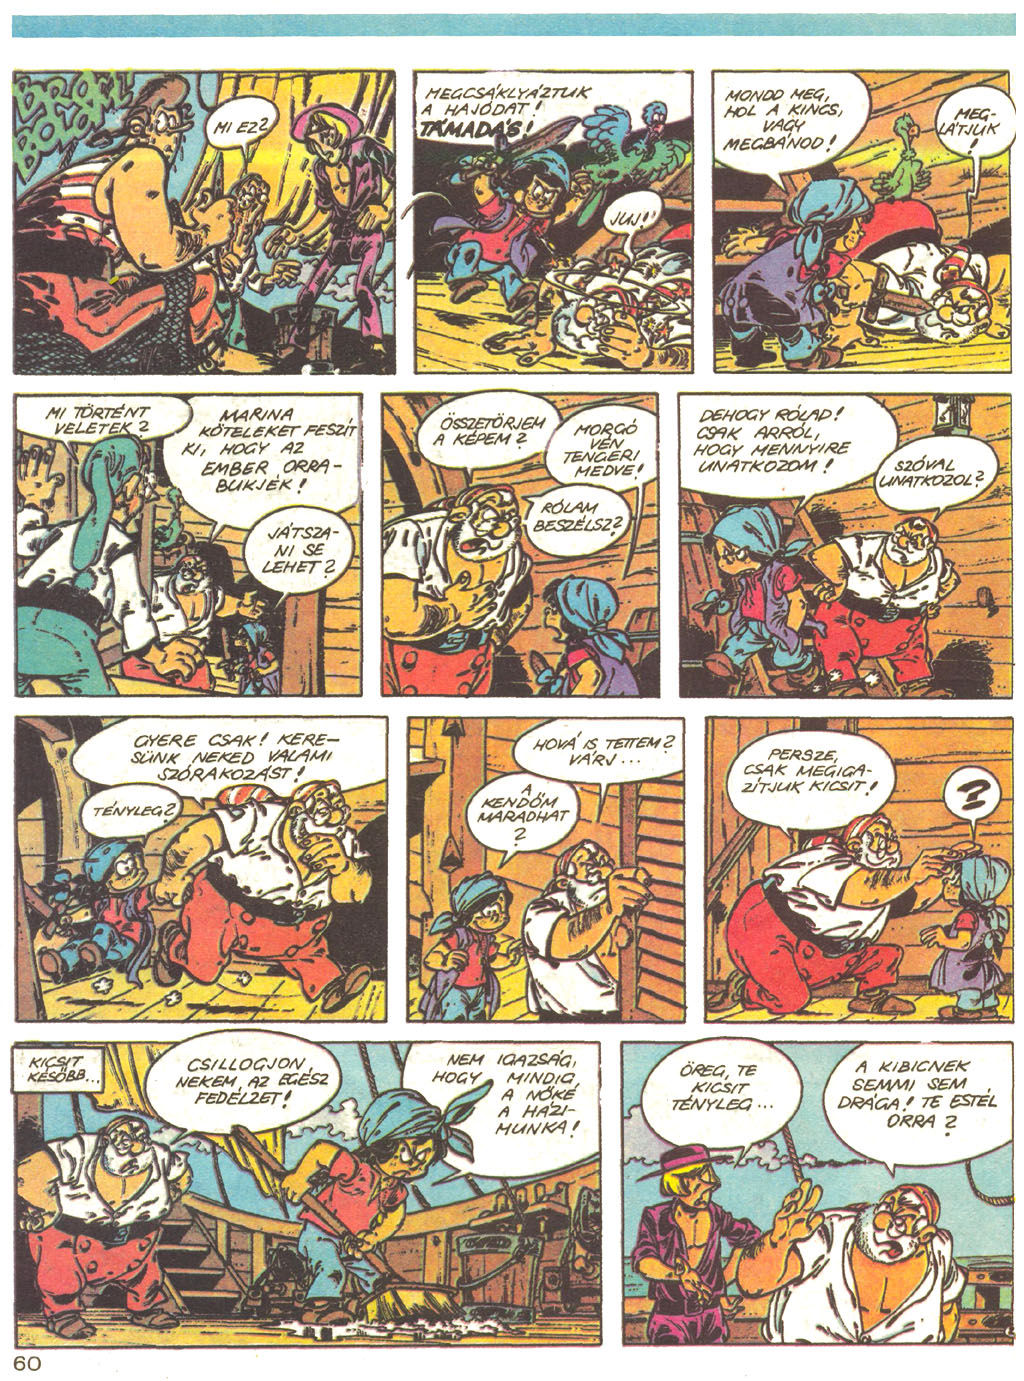 BROM
BOLO
MI EZ?
MEGCSÁKLYÁZTUK
A HAJÓDAT!
TÁMADÁS!
JUJ!!
MONDD MEG,
HOL A KINCS,
VAGY
MEGBÁNOD!
MEG-
LÁTJUK
!
MI TÖRTÉNT
VELETEK?
MARINA
KÖTELEKET FESZÍT
KI, HOGY AZ
EMBER ORRA-
BUKJÉK!
JÁTSZA-
NI SE
LEHET?
ÖSSZETÖRJEM
A KÉPEM?
MORGÓ
VÉN
TENGERI
MEDVE!
RÓLAM
BESZÉLSZ?
DEHOGY RÓLAD!
CSAK ARRÓL,
HOGY MENNYIRE
UNATKOZOM!
SZÓVAL
UNATKOZOL?
GYERE CSAK! KERE-
SÜNK NEKED VALAMI
SZÓRAKOZÁST!
TÉNYLEG?
HOVÁ IS TETTEM?
VÁRJ...
A
KENDŐM
MARADHAT
?
PERSZE,
CSAK MEGIGA-
ZÍTJUK KICSIT!
?
KICSIT
KÉSŐBB...
CSILLOGJON
NEKEM, AZ EGÉSZ
FEDÉLZET!
NEM IGAZSÁG,
HOGY MINDIG
A NŐKÉ
A HÁZI-
MUNKA!
ÖREG, TE
KICSIT
TÉNYLEG...
A KIBICNEK
SEMMI SEM
DRÁGA! TE ESTÉL
ORRA?
60